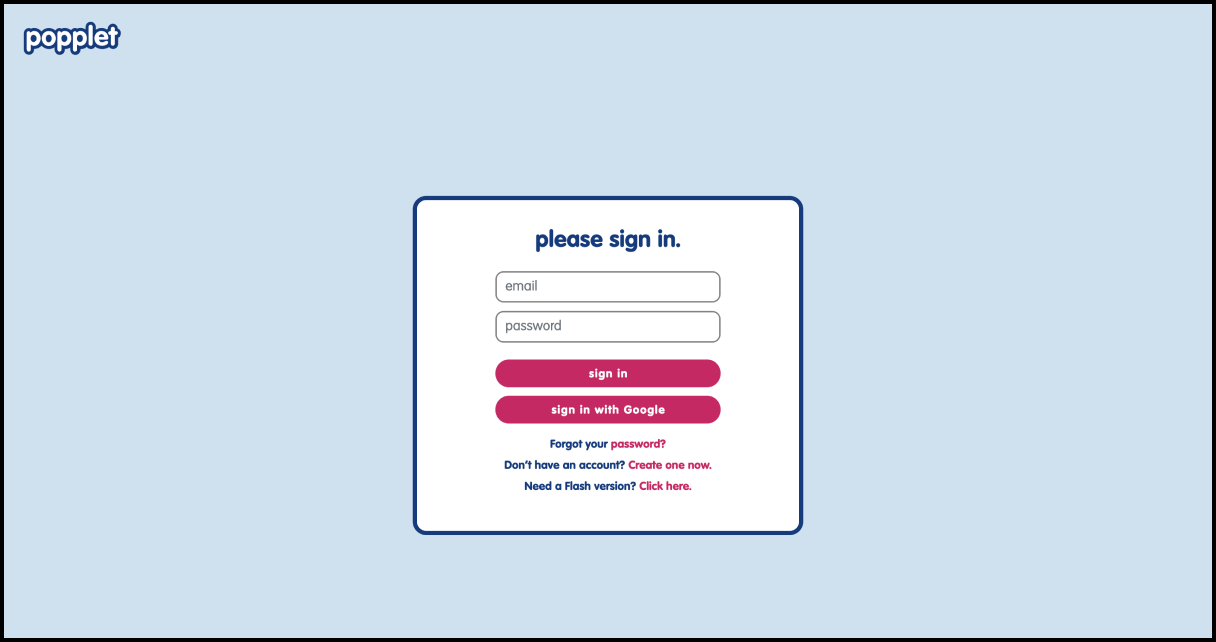 popplet
please sign in.
email
password
sign in
sign in with Google
Forgot your password?
Don't have an account? Create one now.
Need a Flash version? Click here.